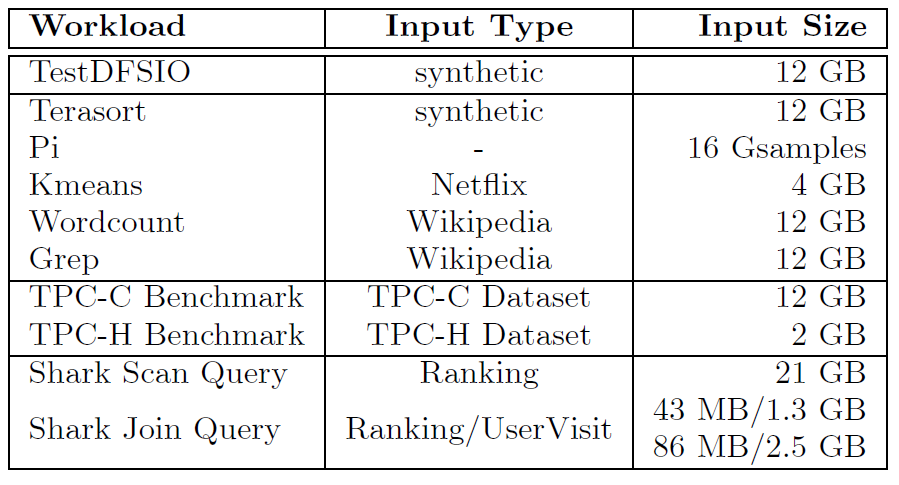 Workload Input Type Input Size
TestDFSIO synthetic 12 GB
Terasort synthetic 12 GB
Pi - 16 Gsamples
Kmeans Netflix 4 GB
Wordcount Wikipedia 12 GB
Grep Wikipedia 12 GB
TPC-C Benchmark TPC-C Dataset 12 GB
TPC-H Benchmark TPC-H Dataset 2 GB
Shark Scan Query Ranking 21 GB
Shark Join Query Ranking/UserVisit 43 MB/1.3 GB
86 MB/2.5 GB